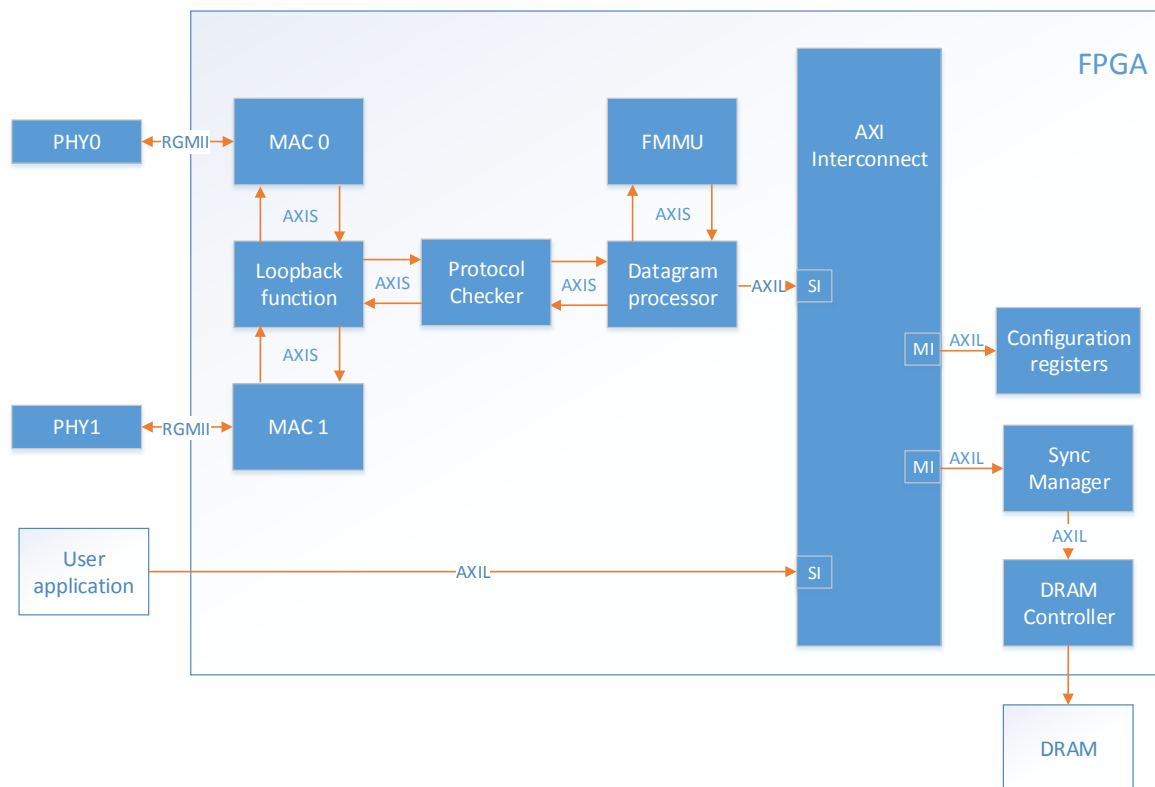 FPGA
PHY0
RGMII
MAC 0
FMMU
AXI
Interconnect
AXIS
AXIS
Loopback
function
AXIS
Protocol
Checker
AXIS
Datagram
processor
AXIL
SI
AXIS
MI
AXIL
Configuration
registers
PHY1
RGMII
MAC 1
MI
AXIL
Sync
Manager
AXIL
User
application
AXIL
SI
DRAM
Controller
DRAM